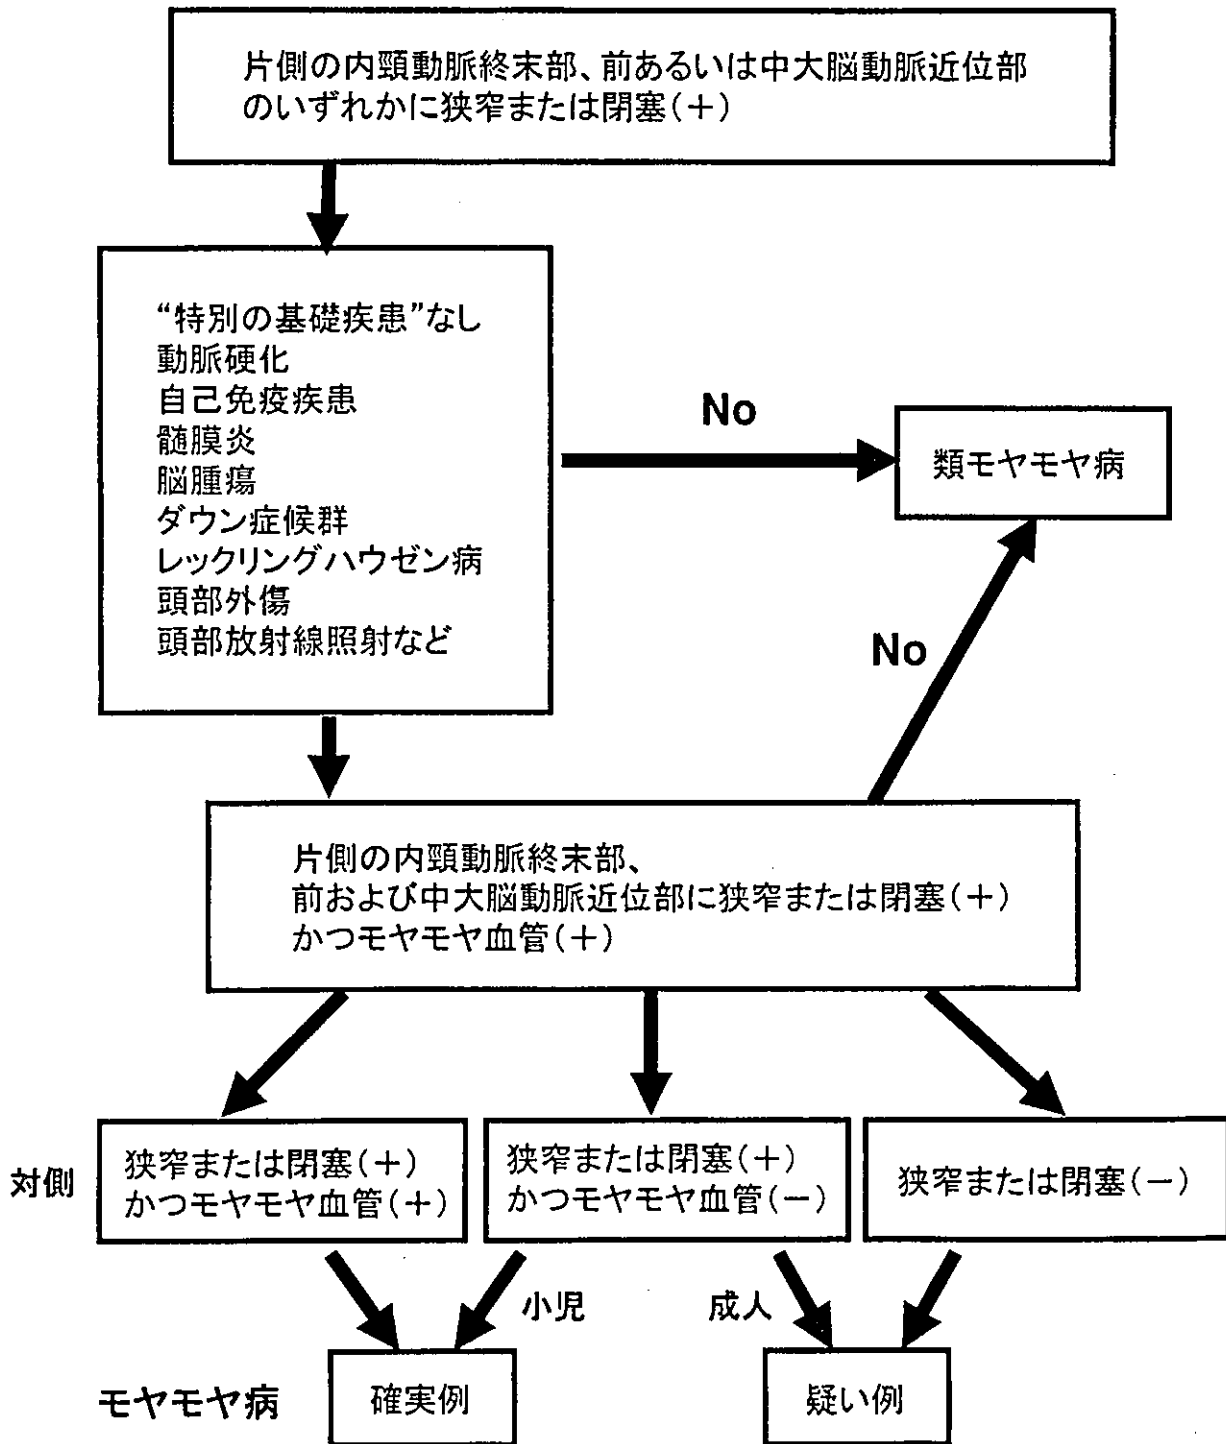 片側の内頸動脈終末部、前あるいは中大脳動脈近位部
のいずれかに狭窄または閉塞(+)
“特別の基礎疾患”なし
動脈硬化
自己免疫疾患
髄膜炎
脳腫瘍
ダウン症候群
レックリングハウゼン病
頭部外傷
頭部放射線照射など
No
類モヤモヤ病
No
片側の内頸動脈終末部、
前および中大脳動脈近位部に狭窄または閉塞(+)
かつモヤモヤ血管(+)
対側
狭窄または閉塞(+)
かつモヤモヤ血管(+)
狭窄または閉塞(+)
かつモヤモヤ血管(-)
狭窄または閉塞(-)
小児
成人
モヤモヤ病
確実例
疑い例